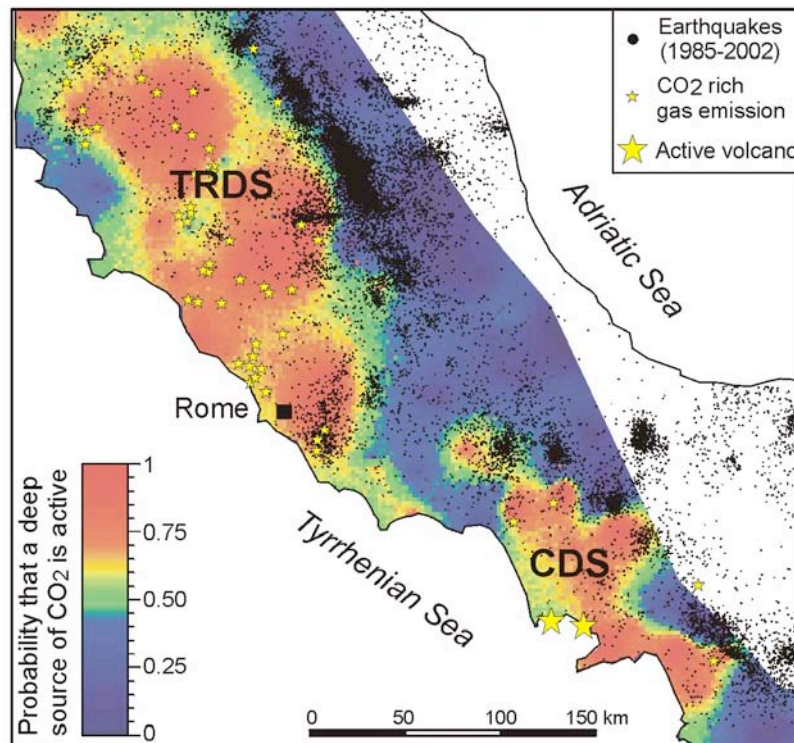 Earthquakes
(1985-2002)
CO2 rich
gas emission
Active volcano
TRDS
Adriatic Sea
Rome
Probability that a deep
source of CO2 is active
1
0.75
0.50
0.25
0
Tyrrhenian Sea
CDS
0 50 100 150 km